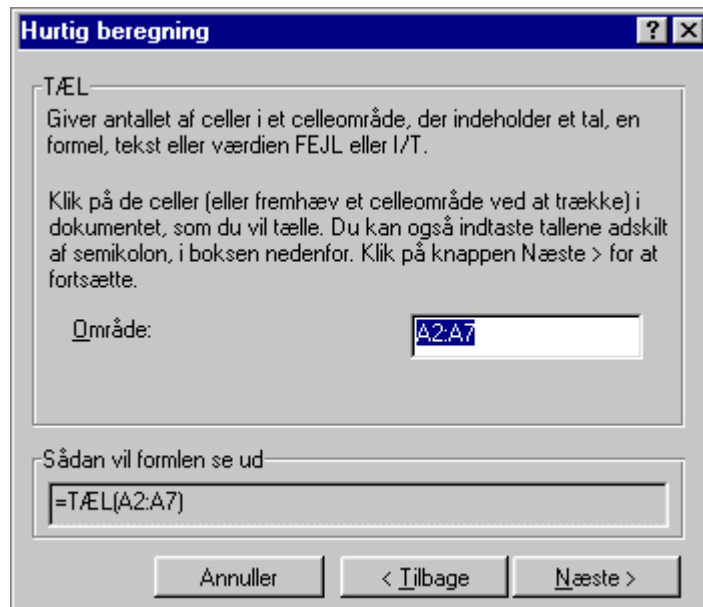 Hurtig beregning
TÆL
Giver antallet af celler i et celleområde, der indeholder et tal, en
formel, tekst eller værdien FEJL eller I/T.
Klik på de celler (eller fremhæv et celleområde ved at trække) i
dokumentet, som du vil tælle. Du kan også indtaste tallene adskilt
af semikolon, i boksen nedenfor. Klik på knappen Næste > for at
fortsætte.
Område: A2:A7
Sådan vil formlen se ud
=TÆL(A2:A7)
Annuller < Tilbage Næste >